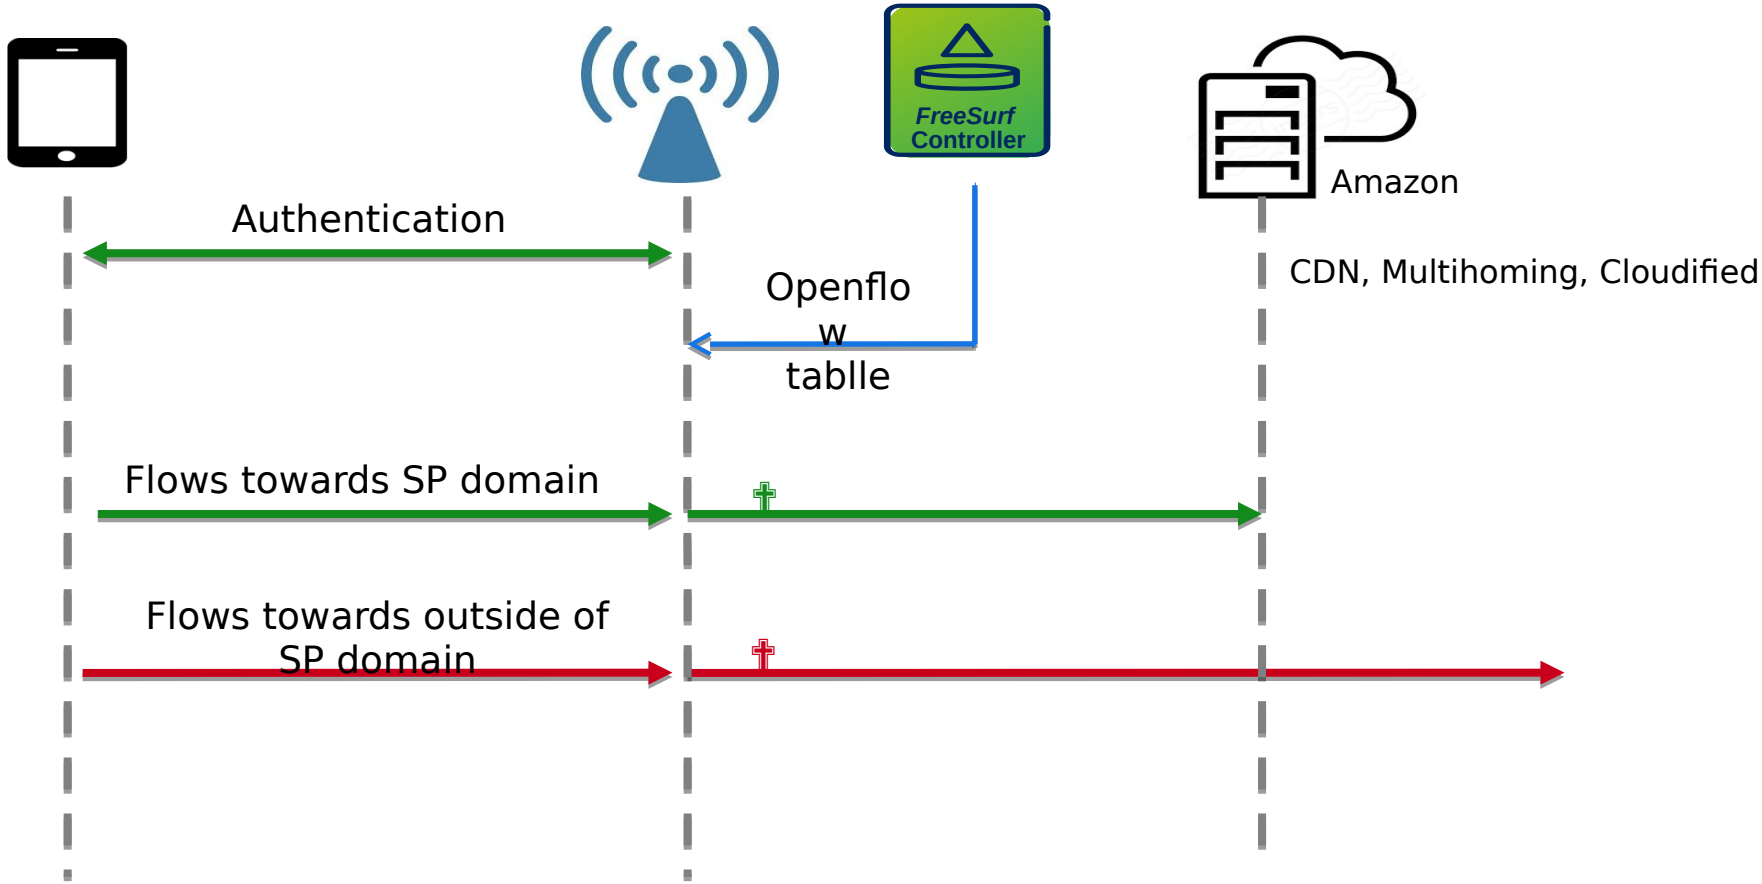 FreeSurf
Controller
Amazon
Authentication
CDN, Multihoming, Cloudified
Openflo
w
tablle
Flows towards SP domain
Flows towards outside of
SP domain